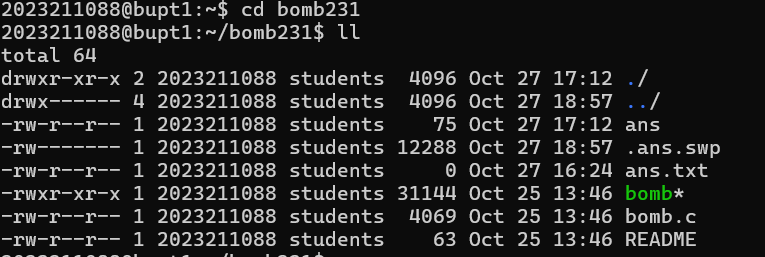 2023211088@bupt1:~$ cd bomb231
2023211088@bupt1:~/bomb231$ ll
total 64
drwxr-xr-x 2 2023211088 students  4096 Oct 27 17:12 ./
drwx------ 4 2023211088 students  4096 Oct 27 18:57 ../
-rw-r--r-- 1 2023211088 students    75 Oct 27 17:12 ans
-rw------- 1 2023211088 students 12288 Oct 27 18:57 .ans.swp
-rw-r--r-- 1 2023211088 students     0 Oct 27 16:24 ans.txt
-rwxr-xr-x 1 2023211088 students 31144 Oct 25 13:46 bomb*
-rw-r--r-- 1 2023211088 students  4069 Oct 25 13:46 bomb.c
-rw-r--r-- 1 2023211088 students    63 Oct 25 13:46 README